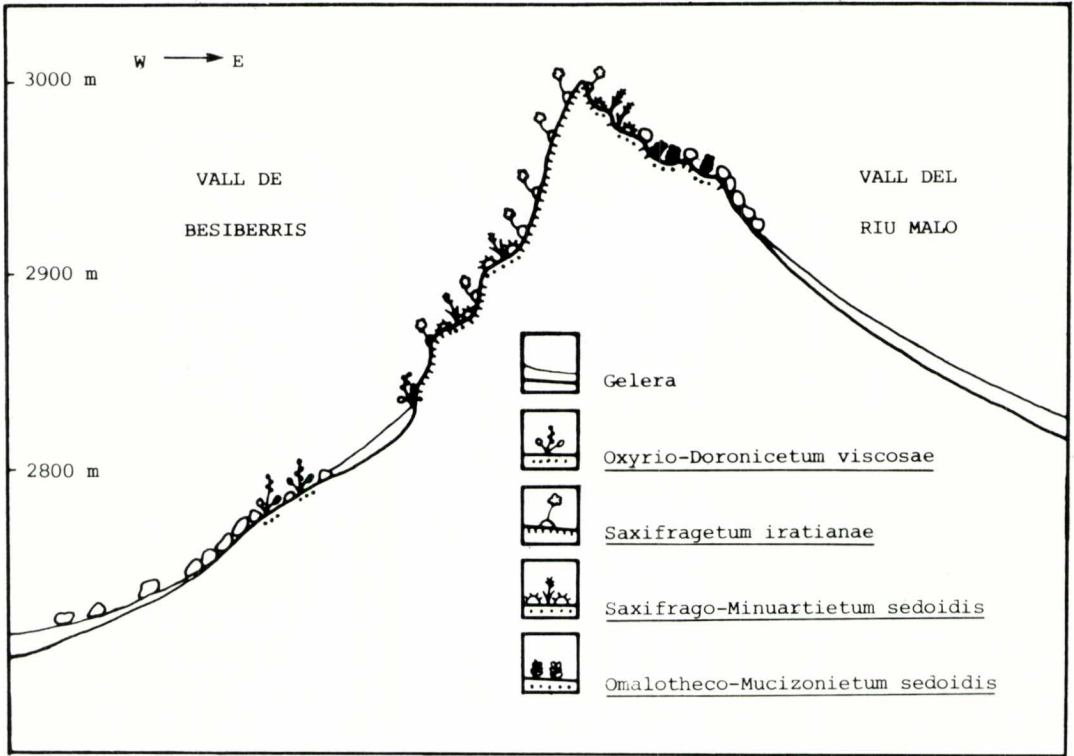 W E
3000 m
VALL DE
BESIBERRIS
VALL DEL
RIU MALO
2900 m
2800 m
Gelera
Oxyrio-Doronicetum viscosae
Saxifragetum iratianae
Saxifrago-Minuartietum sedoidis
Omalotheco-Mucizonietum sedoidis